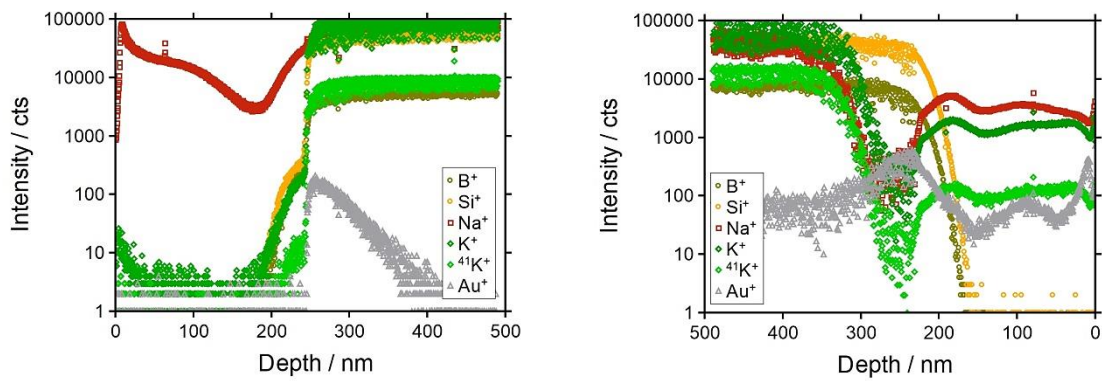 100000
10000
1000
100
10
1
Intensity / cts
B⁺
Si⁺
Na⁺
K⁺
⁴¹K⁺
Au⁺
0 100 200 300 400 500
Depth / nm
100000
10000
1000
100
10
1
Intensity / cts
B⁺
Si⁺
Na⁺
K⁺
⁴¹K⁺
Au⁺
500 400 300 200 100 0
Depth / nm